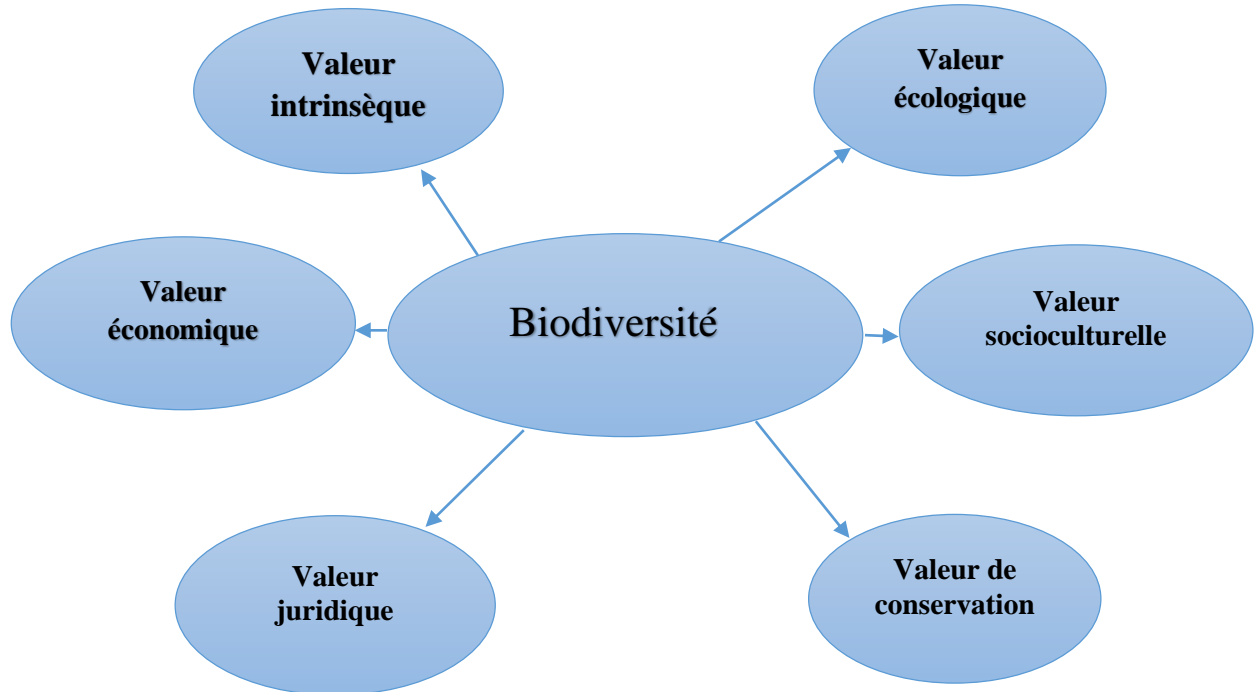 Valeur
intrinsèque
Valeur
écologique
Valeur
économique
Biodiversité
Valeur
socioculturelle
Valeur
juridique
Valeur de
conservation